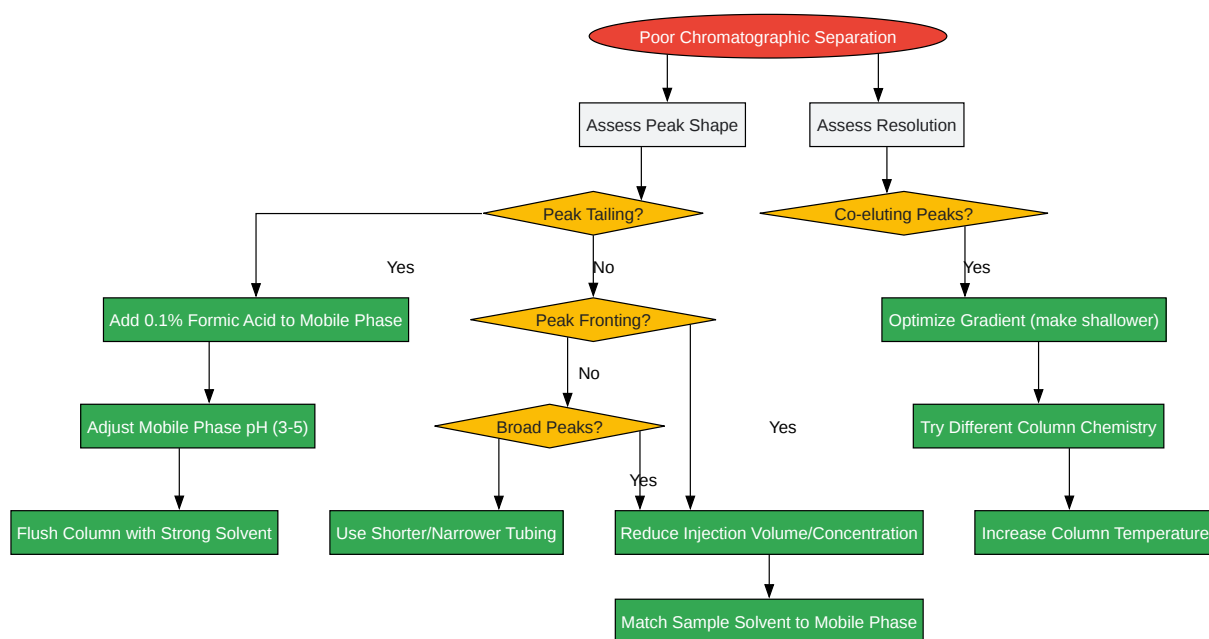 Poor Chromatographic Separation
Assess Peak Shape
Assess Resolution
Peak Tailing?
Co-eluting Peaks?
Yes
No
Yes
Add 0.1% Formic Acid to Mobile Phase
Peak Fronting?
Optimize Gradient (make shallower)
No
Adjust Mobile Phase pH (3-5)
Broad Peaks?
Yes
Try Different Column Chemistry
Yes
Flush Column with Strong Solvent
Use Shorter/Narrower Tubing
Reduce Injection Volume/Concentration
Increase Column Temperature
Match Sample Solvent to Mobile Phase